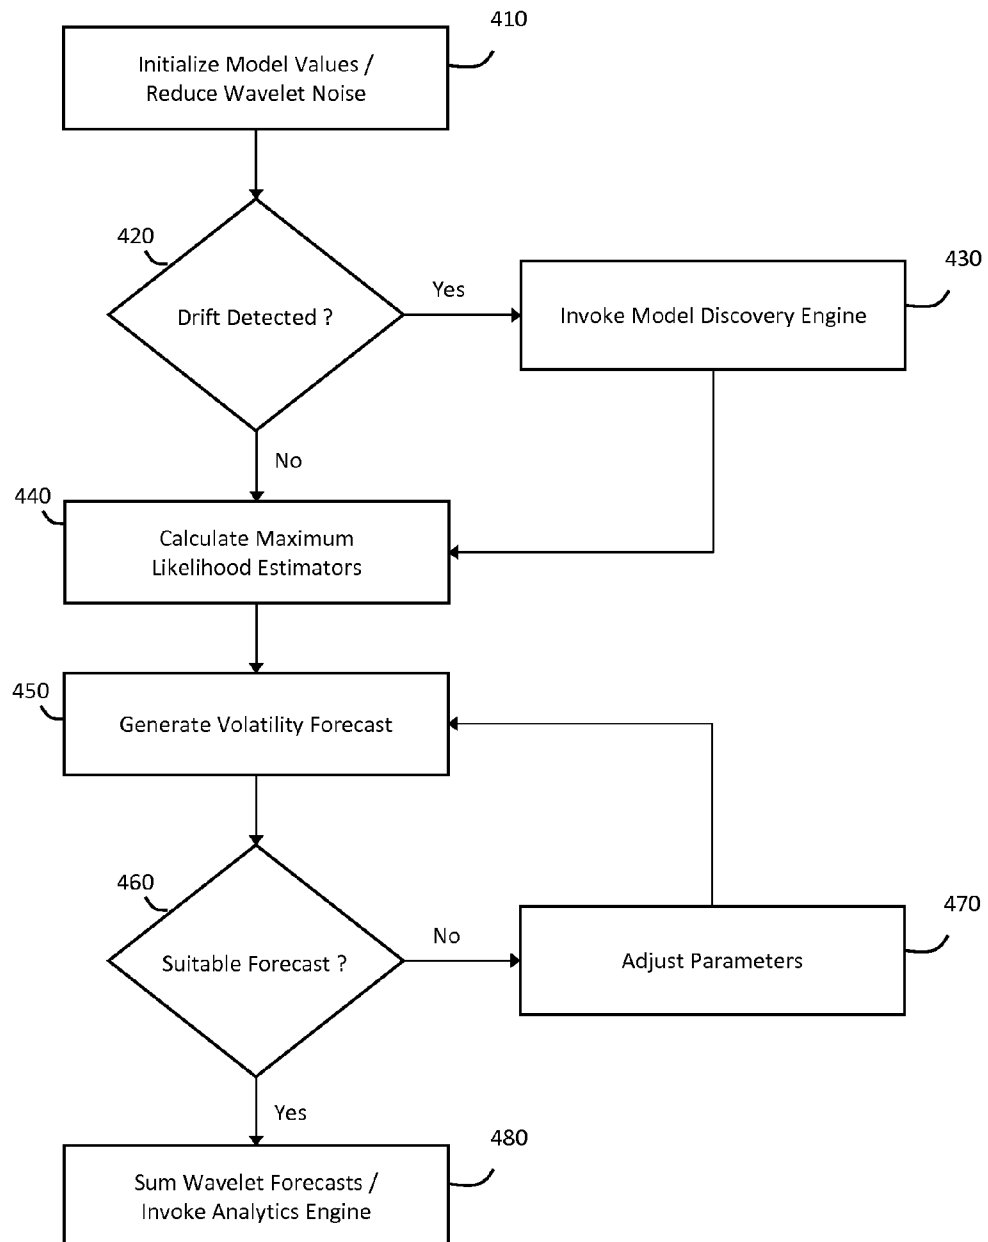 410
Initialize Model Values /
Reduce Wavelet Noise
420
Drift Detected ?
Yes
430
Invoke Model Discovery Engine
No
440
Calculate Maximum
Likelihood Estimators
450
Generate Volatility Forecast
460
Suitable Forecast ?
No
470
Adjust Parameters
Yes
480
Sum Wavelet Forecasts /
Invoke Analytics Engine